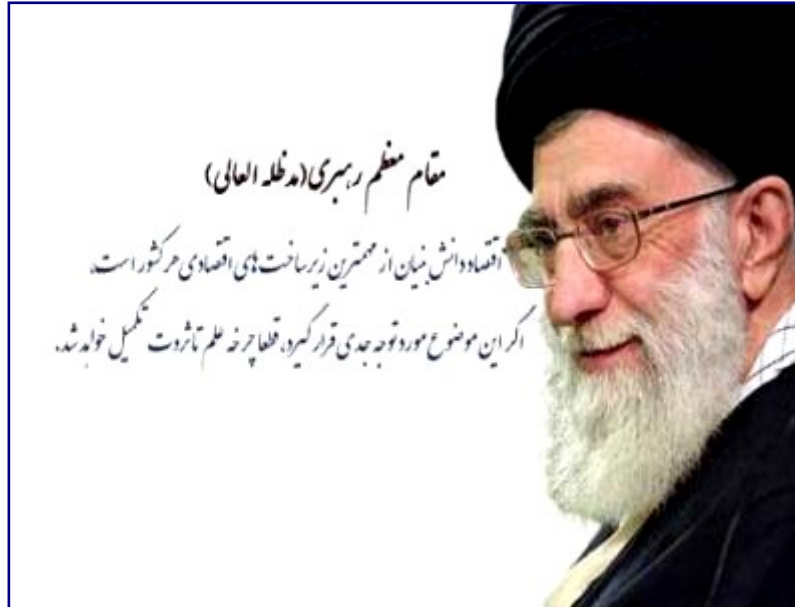 مقام معظم رهبری(مدظله العالی)
اقتصاد دانش بنیان از مهمترین زیرساخت های اقتصادی هر کشور است،
اگر این موضوع مورد توجه جدی قرار گیرد، قطعا چرخه علم تا ثروت تکمیل خواهد شد.